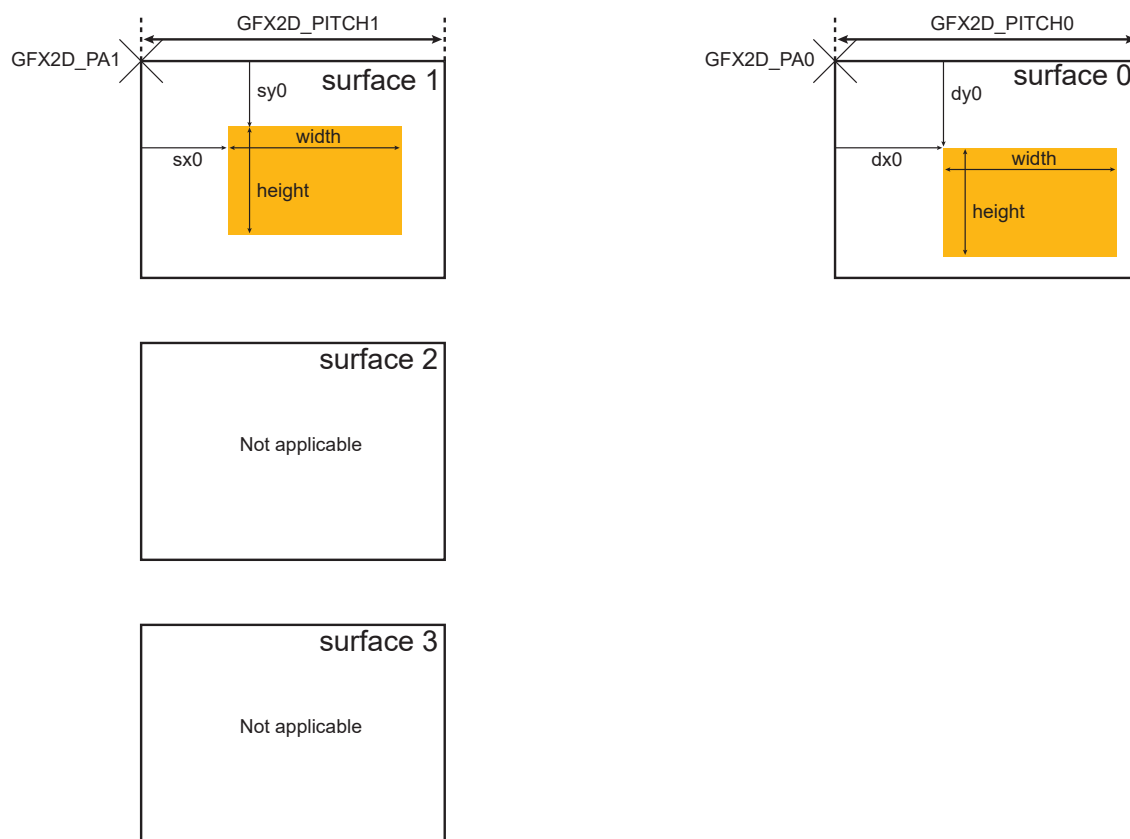 GFX2D_PITCH1
GFX2D_PITCH0
GFX2D_PA1
GFX2D_PA0
surface 1
surface 0
sy0
dy0
width
sx0
height
width
dx0
height
surface 2
Not applicable
surface 3
Not applicable